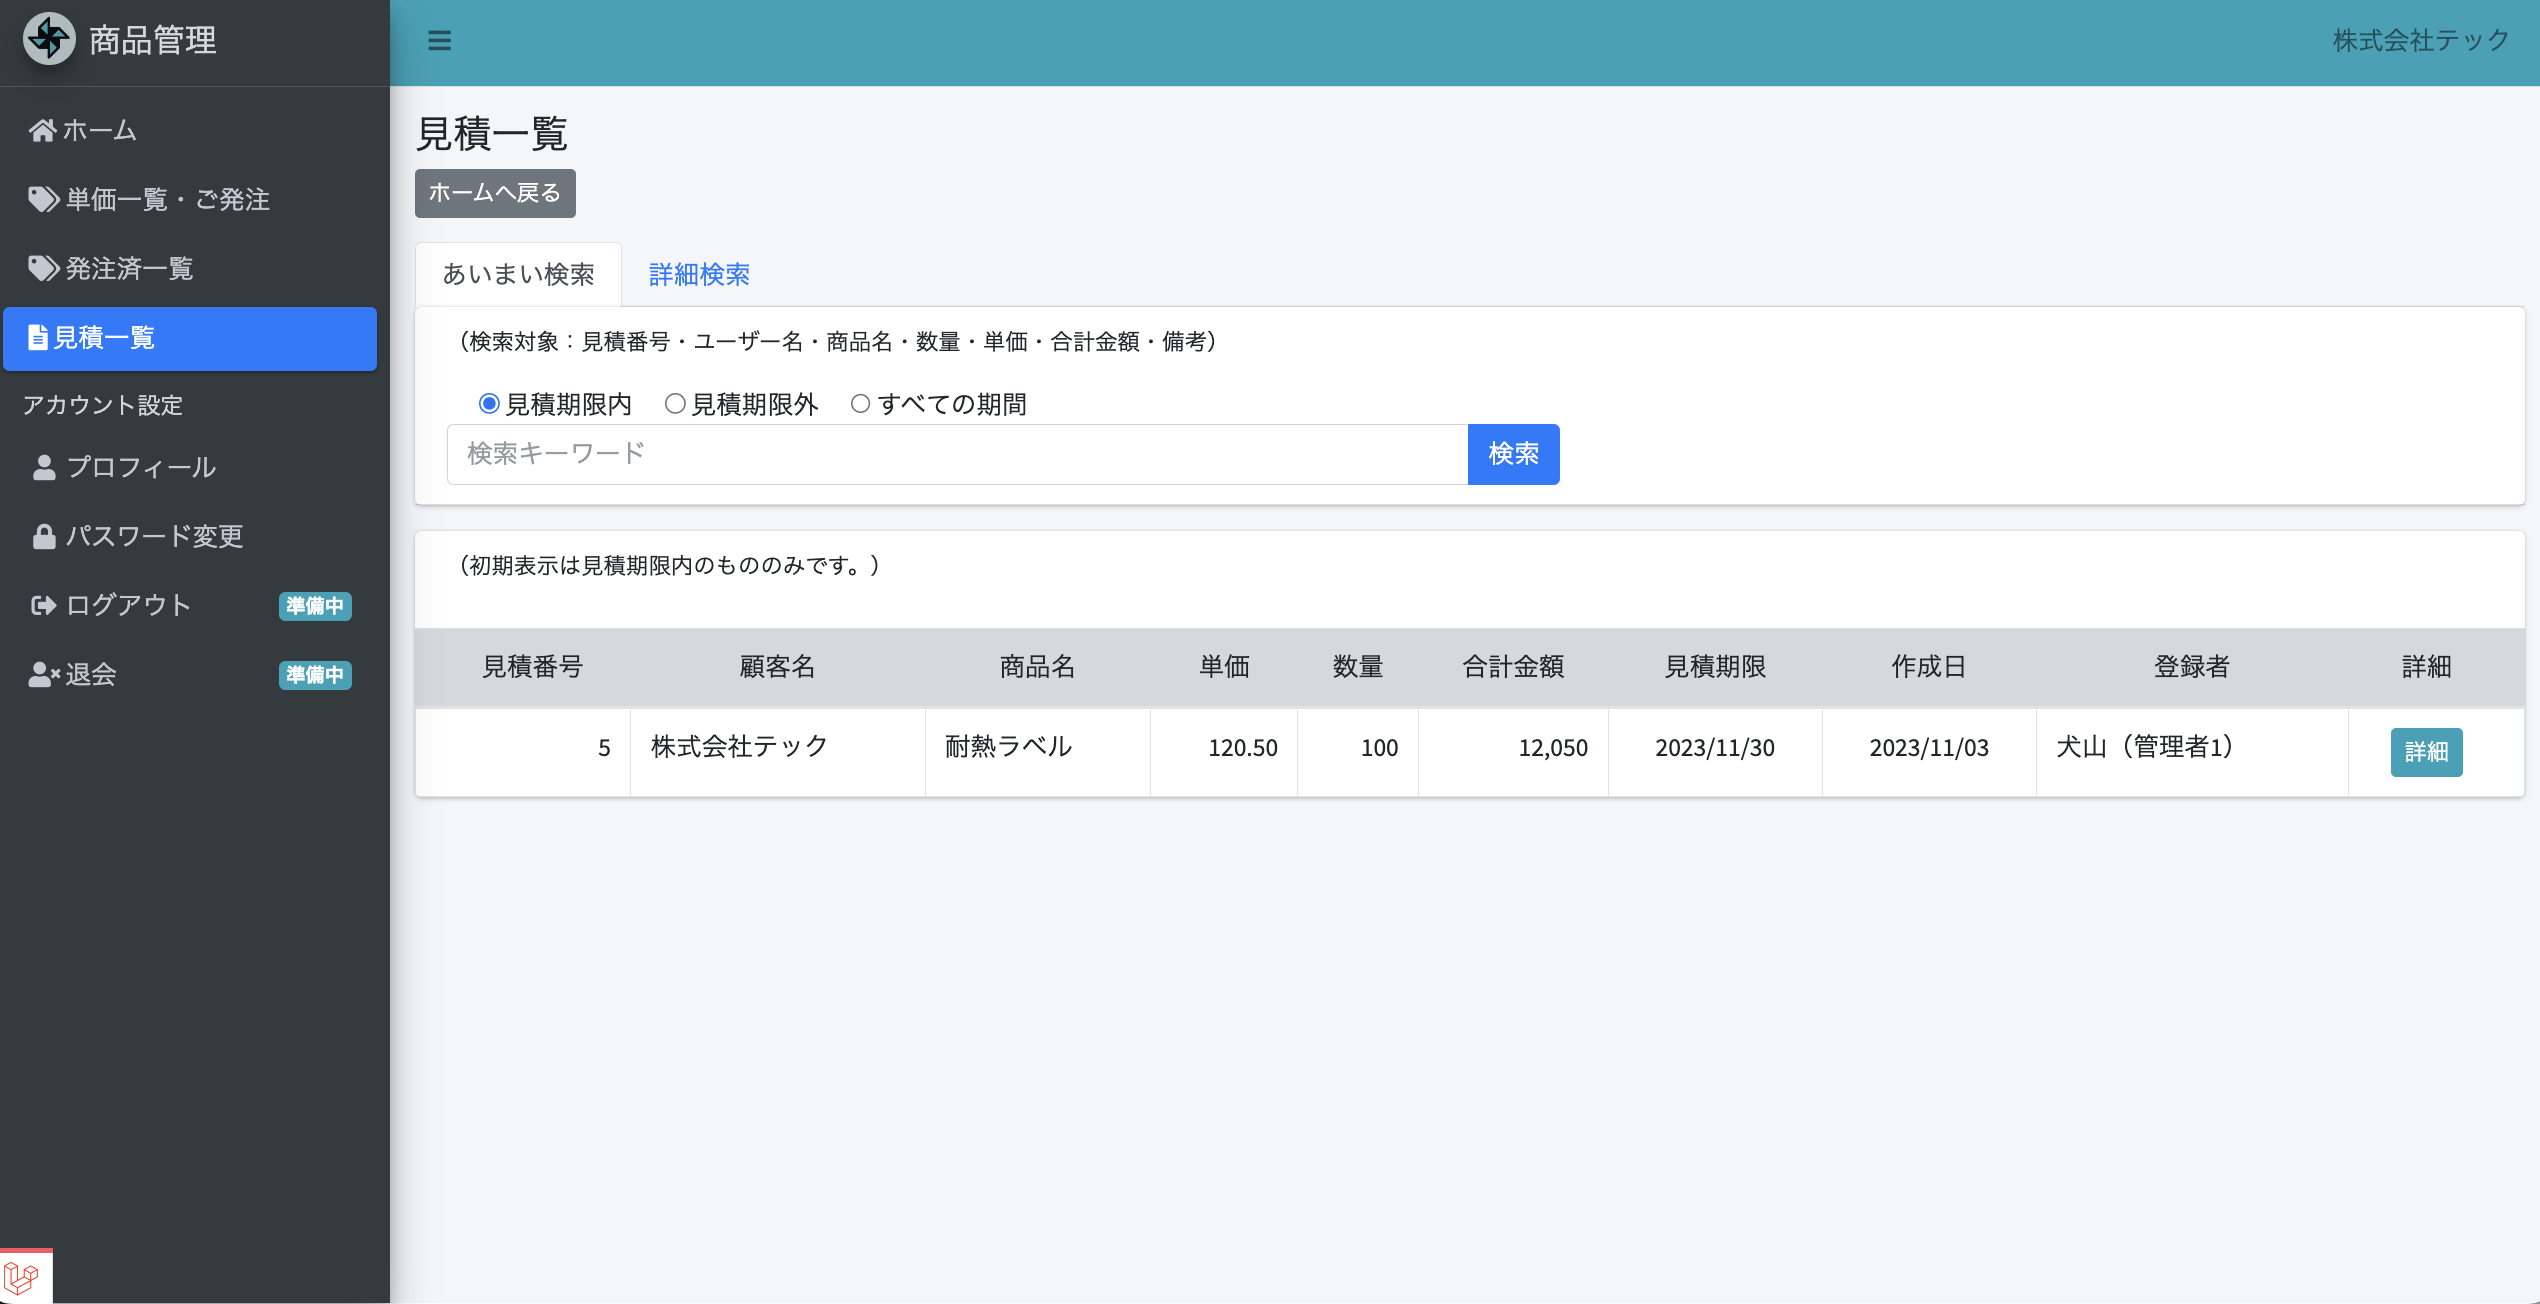 商品管理
株式会社テック
ホーム
単価一覧・ご発注
発注済一覧
見積一覧
アカウント設定
プロフィール
パスワード変更
ログアウト 準備中
退会 準備中
見積一覧
ホームへ戻る
あいまい検索 詳細検索
（検索対象：見積番号・ユーザー名・商品名・数量・単価・合計金額・備考）
見積期限内 見積期限外 すべての期間
検索キーワード 検索
（初期表示は見積期限内のもののみです。）
見積番号 顧客名 商品名 単価 数量 合計金額 見積期限 作成日 登録者 詳細
5 株式会社テック 耐熱ラベル 120.50 100 12,050 2023/11/30 2023/11/03 犬山（管理者1） 詳細